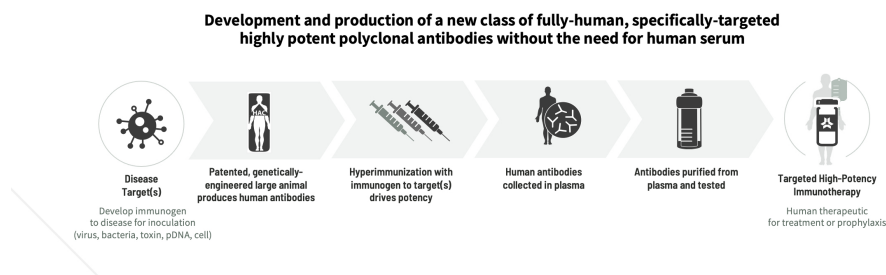 Development and production of a new class of fully-human, specifically-targeted
highly potent polyclonal antibodies without the need for human serum
HAC
Disease
Target(s)
Develop immunogen
to disease for inoculation
(virus, bacteria, toxin, pDNA, cell)
Patented, genetically-
engineered large animal
produces human antibodies
Hyperimmunization with
immunogen to target(s)
drives potency
Human antibodies
collected in plasma
Antibodies purified from
plasma and tested
Targeted High-Potency
Immunotherapy
Human therapeutic
for treatment or prophylaxis